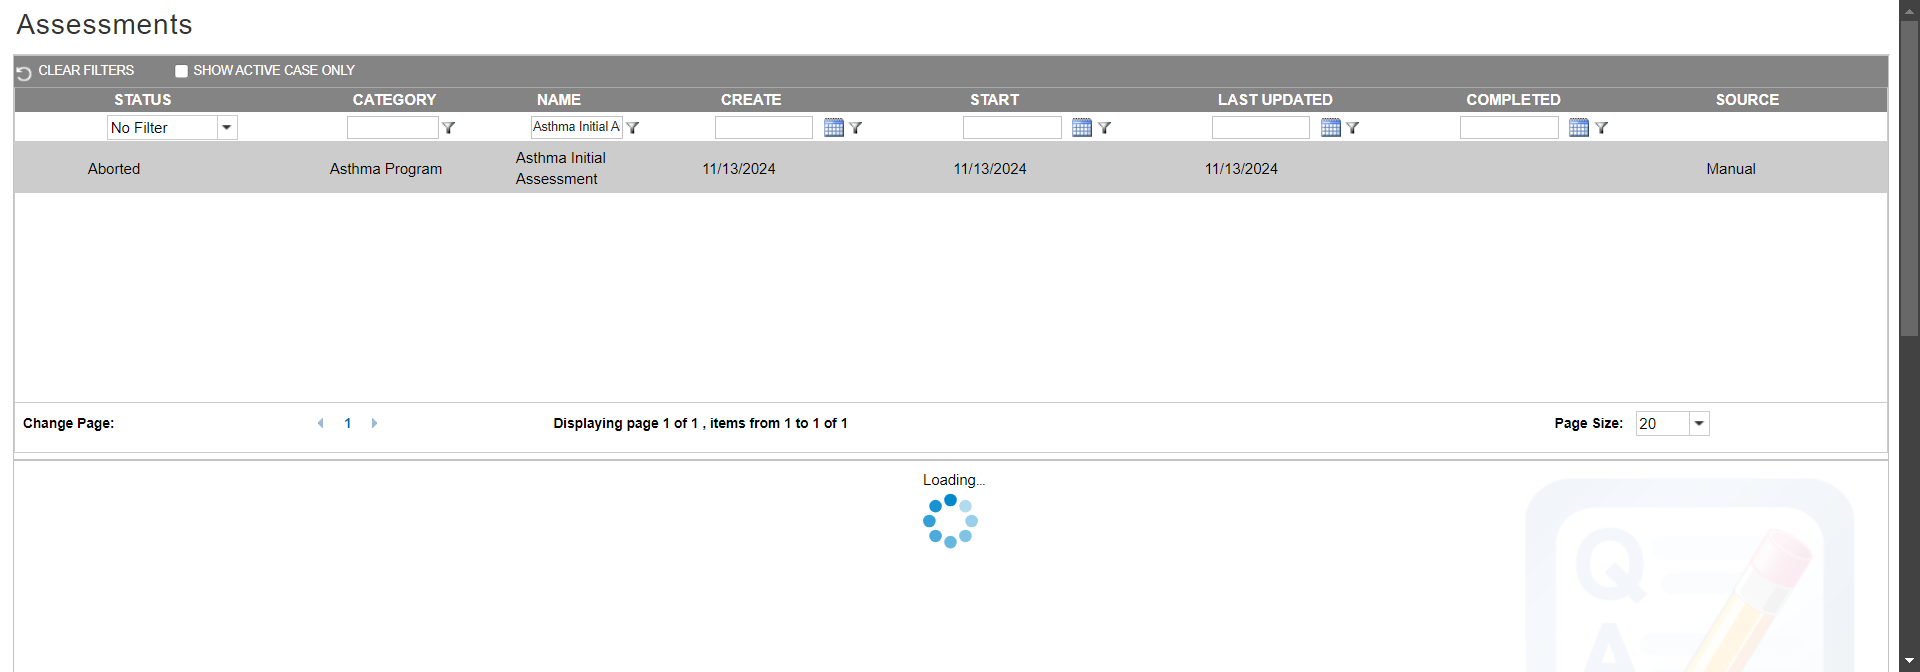 Assessments
CLEAR FILTERS SHOW ACTIVE CASE ONLY
STATUS CATEGORY NAME CREATE START LAST UPDATED COMPLETED SOURCE
No Filter Asthma Initial A
Aborted Asthma Program Asthma Initial Assessment 11/13/2024 11/13/2024 11/13/2024 Manual
Change Page: 1 Displaying page 1 of 1 , items from 1 to 1 of 1 Page Size: 20
Loading...
Q
A